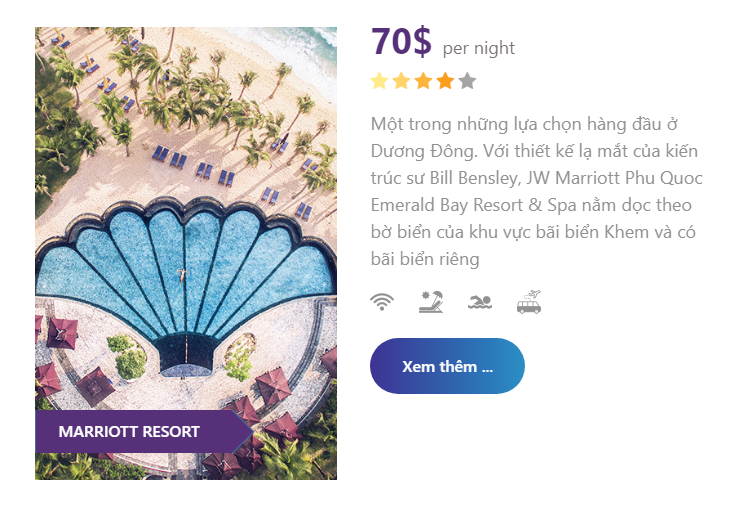 70$ per night
Một trong những lựa chọn hàng đầu ở
Dương Đông. Với thiết kế lạ mắt của kiến
trúc sư Bill Bensley, JW Marriott Phu Quoc
Emerald Bay Resort & Spa nằm dọc theo
bờ biển của khu vực bãi biển Khem và có
bãi biển riêng
Xem thêm ...
MARRIOTT RESORT